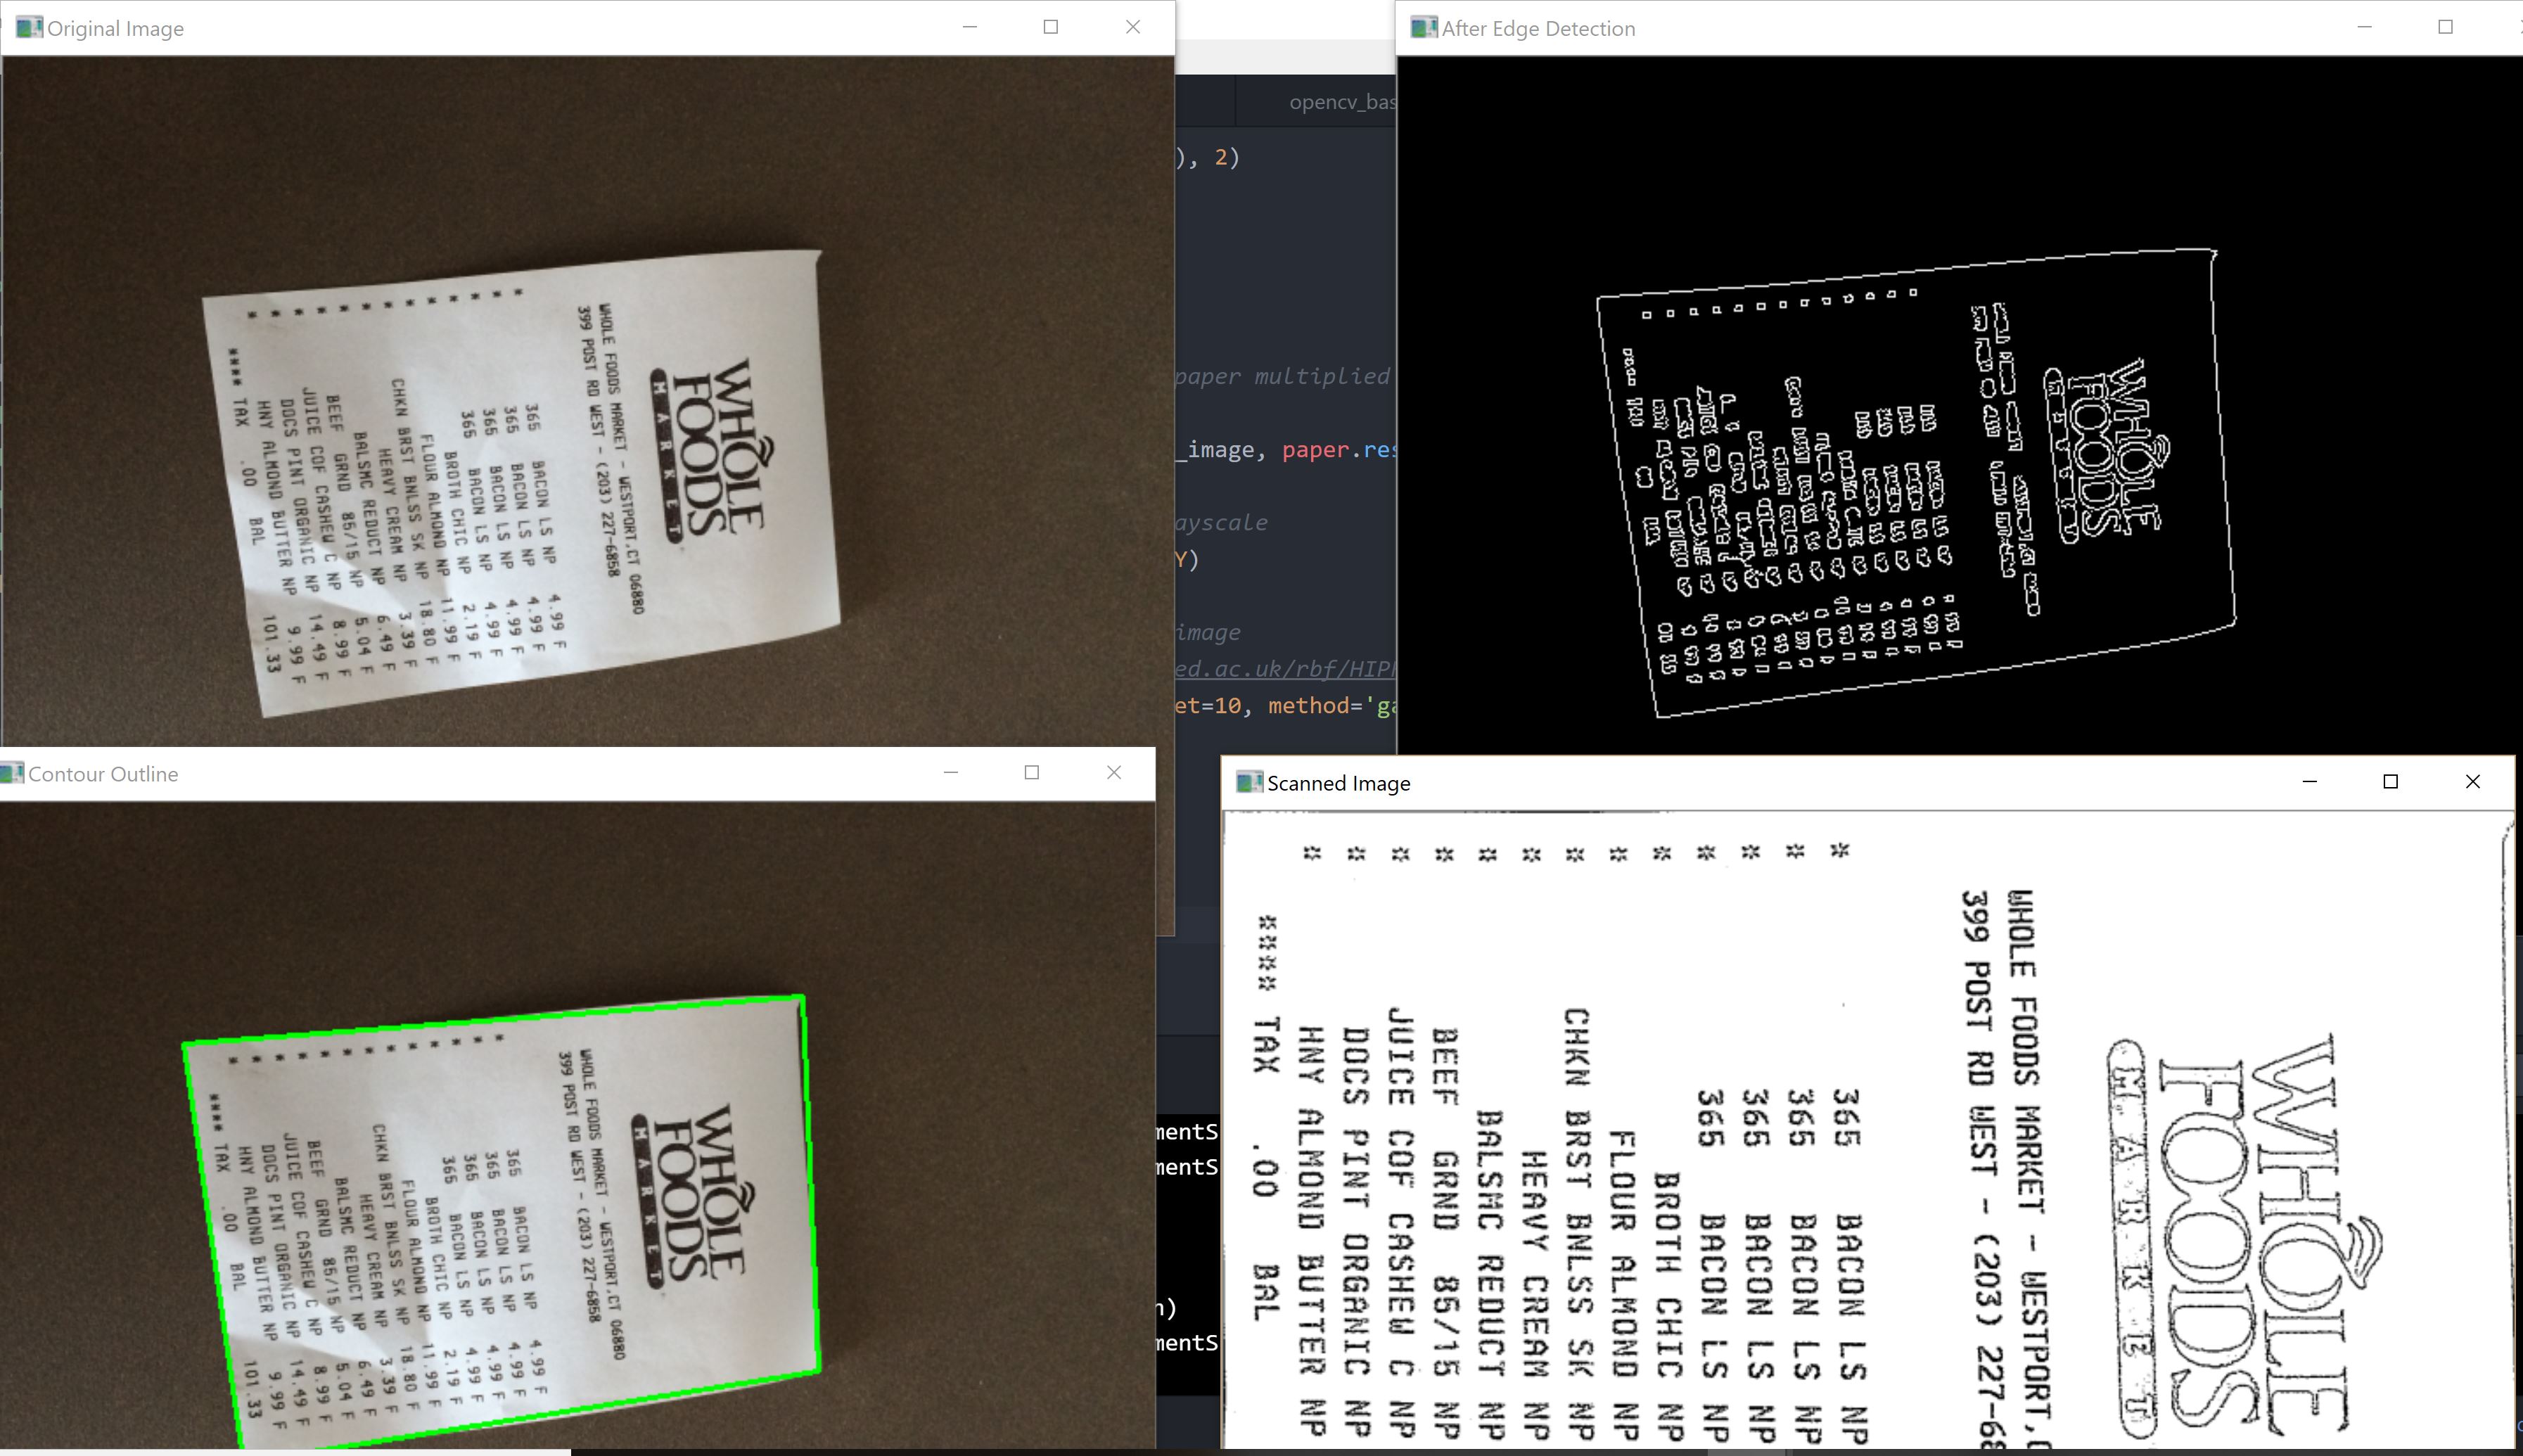 Original Image
WHOLE
FOODS
MARKET
WHOLE FOODS MARKET - WESTPORT,CT 06880
399 POST RD WEST - (203) 227-6858
365 BACON LS NP 4.99 F
365 BACON LS NP 4.99 F
365 BACON LS NP 4.99 F
365 BACON LS NP 4.99 F
BROTH CHIC NP 2.19 F
FLOUR ALMOND NP 11.99 F
CHKN BRST BNLSS SK NP 18.80 F
HEAVY CREAM NP 3.39 F
BALSMC REDUCT NP 6.49 F
BEEF GRND 85/15 NP 5.04 F
JUICE COF CASHEW C NP 8.99 F
DOCS PINT ORGANIC NP 14.49 F
HNY ALMOND BUTTER NP 9.99 F
**** TAX .00 BAL 101.33
opencv_bas
), 2)
paper multiplied
_image, paper.res
ayscale
Y)
image
ed.ac.uk/rbf/HIP
et=10, method='ga
After Edge Detection
WHOLE
FOODS
Contour Outline
WHOLE
FOODS
MARKET
WHOLE FOODS MARKET - WESTPORT,CT 06880
399 POST RD WEST - (203) 227-6858
365 BACON LS NP 4.99 F
365 BACON LS NP 4.99 F
365 BACON LS NP 4.99 F
365 BACON LS NP 4.99 F
BROTH CHIC NP 2.19 F
FLOUR ALMOND NP 11.99 F
CHKN BRST BNLSS SK NP 18.80 F
HEAVY CREAM NP 3.39 F
BALSMC REDUCT NP 6.49 F
BEEF GRND 85/15 NP 5.04 F
JUICE COF CASHEW C NP 8.99 F
DOCS PINT ORGANIC NP 14.49 F
HNY ALMOND BUTTER NP 9.99 F
**** TAX .00 BAL 101.33
mentS
mentS
n)
mentS
Scanned Image
WHOLE
FOODS
MARKET
WHOLE FOODS MARKET - WESTPORT,C
399 POST RD WEST - (203) 227-68
365 BACON LS NP
365 BACON LS NP
365 BACON LS NP
365 BACON LS NP
BROTH CHIC NP
FLOUR ALMOND NP
CHKN BRST BNLSS SK NP
HEAVY CREAM NP
BALSMC REDUCT NP
BEEF GRND 85/15 NP
JUICE COF CASHEW C NP
DOCS PINT ORGANIC NP
HNY ALMOND BUTTER NP
**** TAX .00 BAL